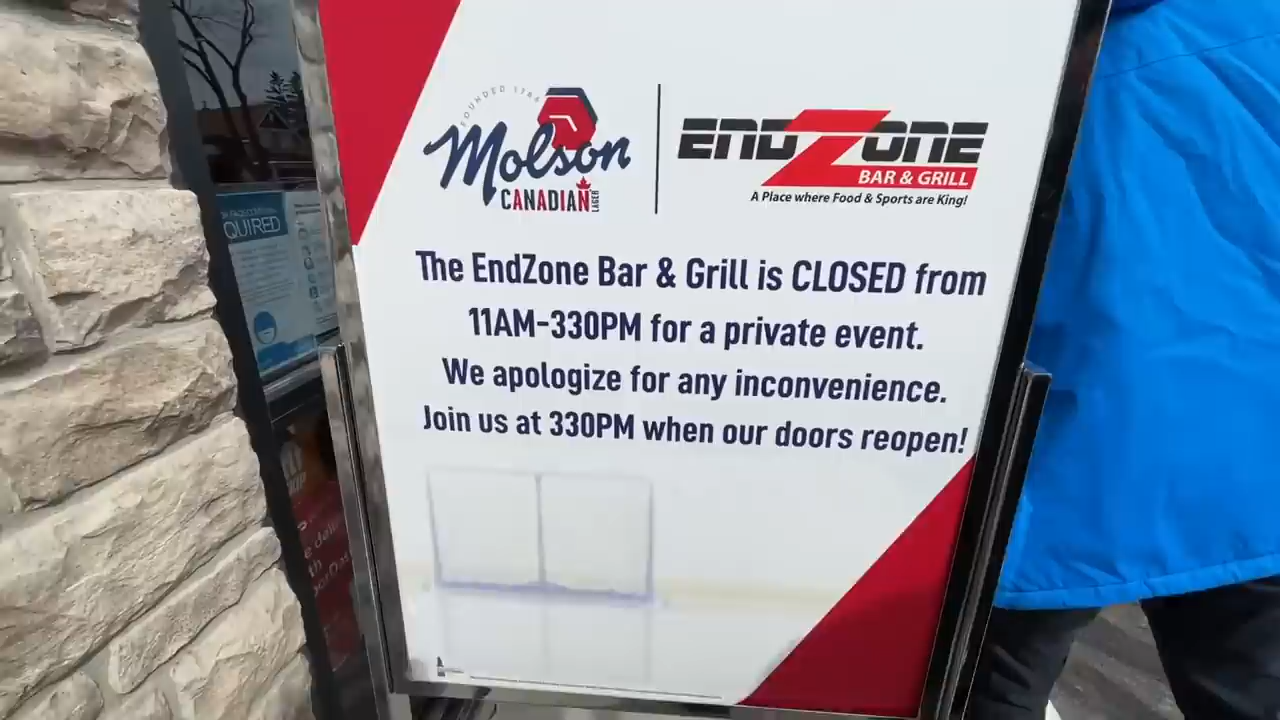 FOUNDED 1786
Molson
CANADIAN
LAGER
ENDZONE
BAR & GRILL
A Place where Food & Sports are King!
The EndZone Bar & Grill is CLOSED from
11AM-330PM for a private event.
We apologize for any inconvenience.
Join us at 330PM when our doors reopen!
QUIRED